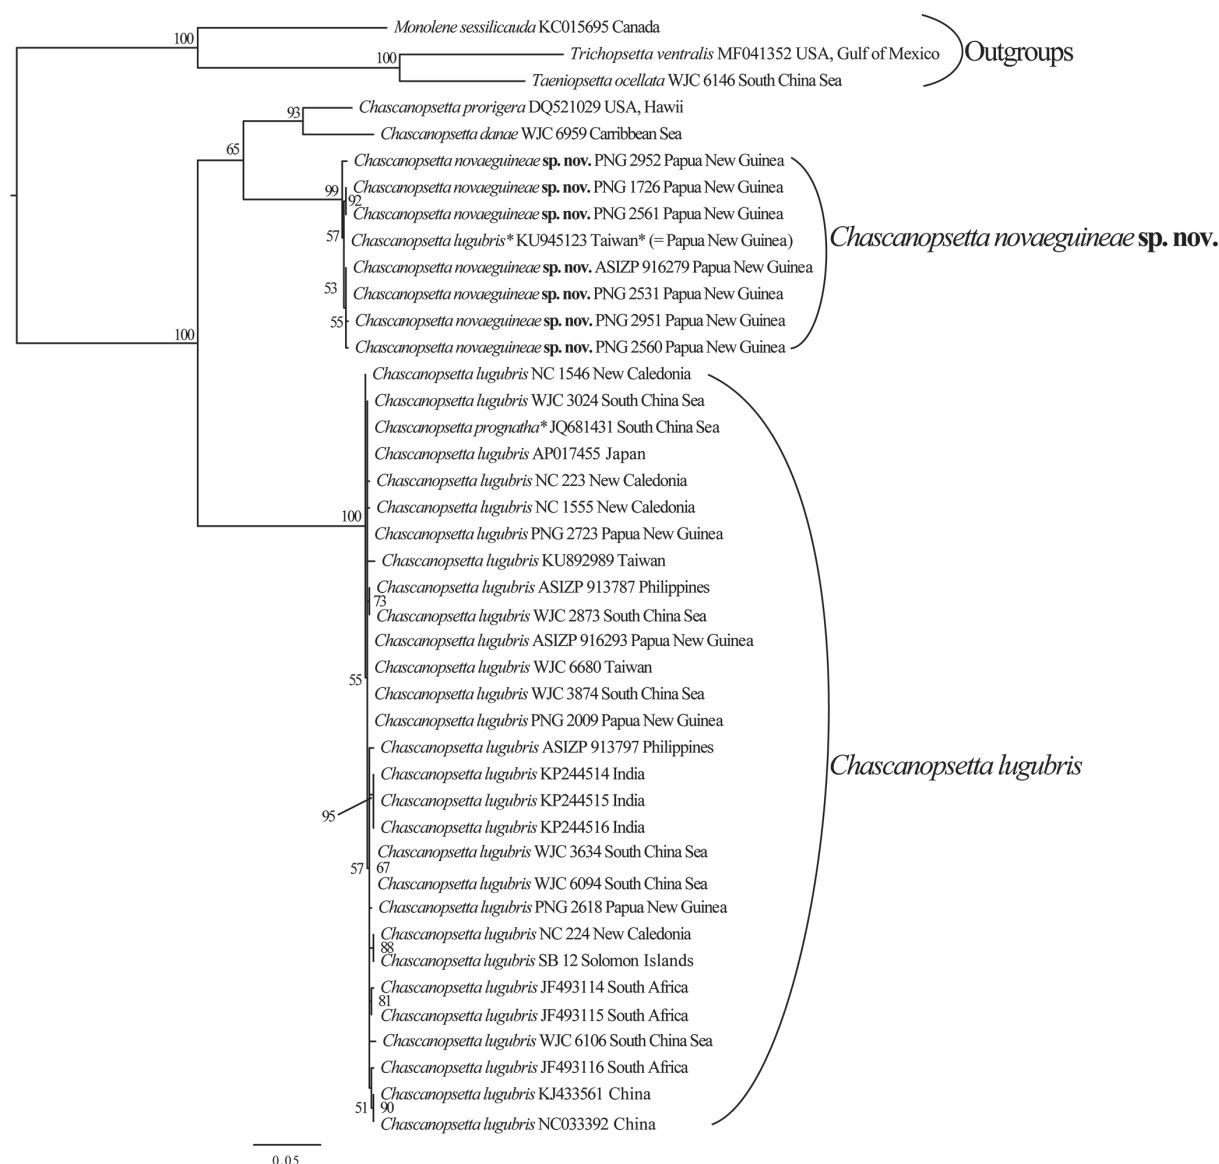 100
Monolene sessilicauda KC015695 Canada
100
Trichopsetta ventralis MF041352 USA, Gulf of Mexico
Taeniopsetta ocellata WJC 6146 South China Sea
Outgroups
93
Chascanopsetta prorigera DQ521029 USA, Hawii
Chascanopsetta danae WJC 6959 Carribbean Sea
65
Chascanopsetta novaeguineae sp. nov. PNG 2952 Papua New Guinea
99
Chascanopsetta novaeguineae sp. nov. PNG 1726 Papua New Guinea
92
Chascanopsetta novaeguineae sp. nov. PNG 2561 Papua New Guinea
57
Chascanopsetta lugubris* KU945123 Taiwan* (= Papua New Guinea)
Chascanopsetta novaeguineae sp. nov.
Chascanopsetta novaeguineae sp. nov. ASIZP 916279 Papua New Guinea
53
Chascanopsetta novaeguineae sp. nov. PNG 2531 Papua New Guinea
55
Chascanopsetta novaeguineae sp. nov. PNG 2951 Papua New Guinea
100
Chascanopsetta novaeguineae sp. nov. PNG 2560 Papua New Guinea
Chascanopsetta lugubris NC 1546 New Caledonia
Chascanopsetta lugubris WJC 3024 South China Sea
Chascanopsetta prognatha* JQ681431 South China Sea
Chascanopsetta lugubris AP017455 Japan
Chascanopsetta lugubris NC 223 New Caledonia
Chascanopsetta lugubris NC 1555 New Caledonia
100
Chascanopsetta lugubris PNG 2723 Papua New Guinea
Chascanopsetta lugubris KU892989 Taiwan
Chascanopsetta lugubris ASIZP 913787 Philippines
73
Chascanopsetta lugubris WJC 2873 South China Sea
Chascanopsetta lugubris ASIZP 916293 Papua New Guinea
Chascanopsetta lugubris WJC 6680 Taiwan
55
Chascanopsetta lugubris WJC 3874 South China Sea
Chascanopsetta lugubris PNG 2009 Papua New Guinea
Chascanopsetta lugubris ASIZP 913797 Philippines
Chascanopsetta lugubris
Chascanopsetta lugubris KP244514 India
Chascanopsetta lugubris KP244515 India
95
Chascanopsetta lugubris KP244516 India
Chascanopsetta lugubris WJC 3634 South China Sea
57
67
Chascanopsetta lugubris WJC 6094 South China Sea
Chascanopsetta lugubris PNG 2618 Papua New Guinea
Chascanopsetta lugubris NC 224 New Caledonia
88
Chascanopsetta lugubris SB 12 Solomon Islands
Chascanopsetta lugubris JF493114 South Africa
81
Chascanopsetta lugubris JF493115 South Africa
Chascanopsetta lugubris WJC 6106 South China Sea
Chascanopsetta lugubris JF493116 South Africa
Chascanopsetta lugubris KJ433561 China
51
90
Chascanopsetta lugubris NC033392 China
0.05